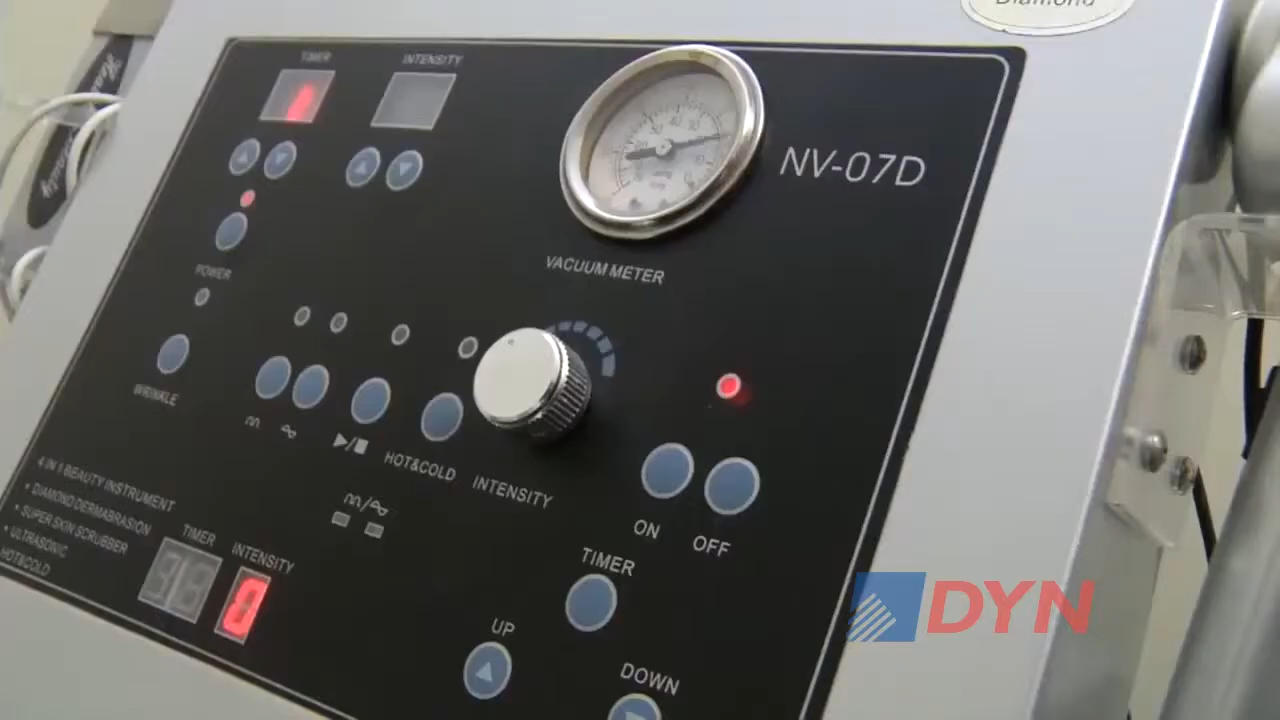 Diamond
TIMER
INTENSITY
NV-07D
VACUUM METER
POWER
WRINKLE
HOT&COLD
INTENSITY
ON
OFF
4 IN 1 BEAUTY INSTRUMENT
• DIAMOND DERMABRASION
• SUPER SKIN SCRUBBER
• ULTRASONIC
HOT&COLD
TIMER
INTENSITY
TIMER
UP
DOWN
DYN